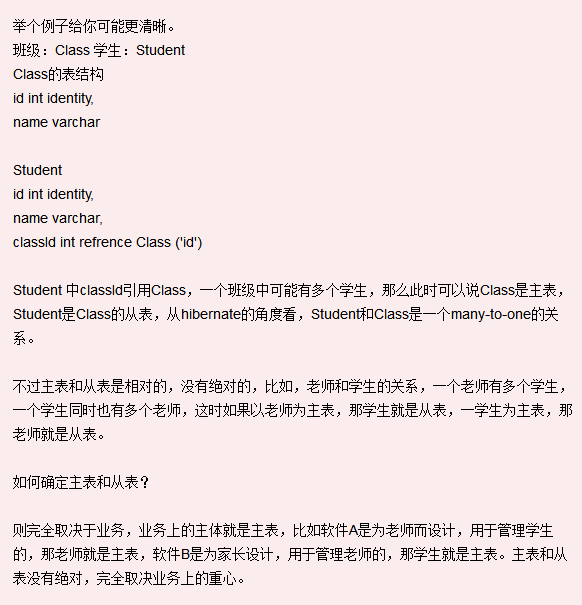 举个例子给你可能更清晰。
班级：Class 学生：Student
Class的表结构
id int identity,
name varchar
Student
id int identity,
name varchar,
classId int refrence Class ('id')
Student 中classId引用Class，一个班级中可能有多个学生，那么此时可以说Class是主表，
Student是Class的从表，从hibernate的角度看，Student和Class是一个many-to-one的关
系。
不过主表和从表是相对的，没有绝对的，比如，老师和学生的关系，一个老师有多个学生，
一个学生同时也有多个老师，这时如果以老师为主表，那学生就是从表，一学生为主表，那
老师就是从表。
如何确定主表和从表？
则完全取决于业务，业务上的主体就是主表，比如软件A是为老师而设计，用于管理学生
的，那老师就是主表，软件B是为家长设计，用于管理老师的，那学生就是主表。主表和从
表没有绝对，完全取决业务上的重心。